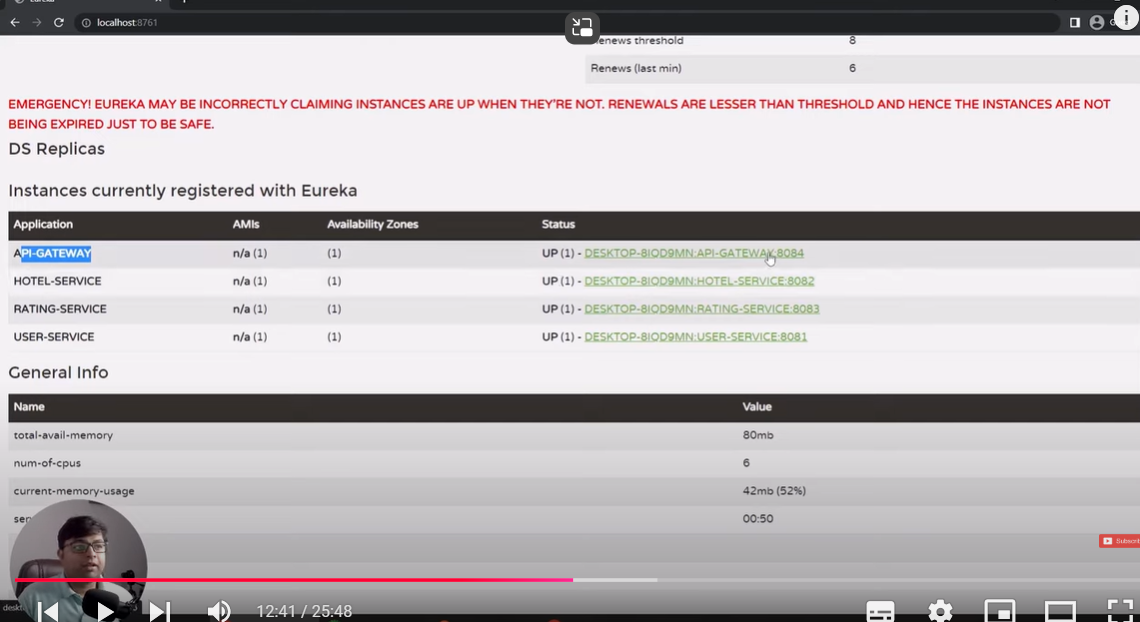 localhost:8761
Renews threshold 8
Renews (last min) 6
EMERGENCY! EUREKA MAY BE INCORRECTLY CLAIMING INSTANCES ARE UP WHEN THEY'RE NOT. RENEWALS ARE LESSER THAN THRESHOLD AND HENCE THE INSTANCES ARE NOT
BEING EXPIRED JUST TO BE SAFE.
DS Replicas
Instances currently registered with Eureka
Application AMIs Availability Zones Status
API-GATEWAY n/a (1) (1) UP (1) - DESKTOP-8IOD9MN:API-GATEWAY:8084
HOTEL-SERVICE n/a (1) (1) UP (1) - DESKTOP-8IOD9MN:HOTEL-SERVICE:8082
RATING-SERVICE n/a (1) (1) UP (1) - DESKTOP-8IOD9MN:RATING-SERVICE:8083
USER-SERVICE n/a (1) (1) UP (1) - DESKTOP-8IOD9MN:USER-SERVICE:8081
General Info
Name Value
total-avail-memory 80mb
num-of-cpus 6
current-memory-usage 42mb (52%)
00:50
Subscrib
12:41 / 25:48